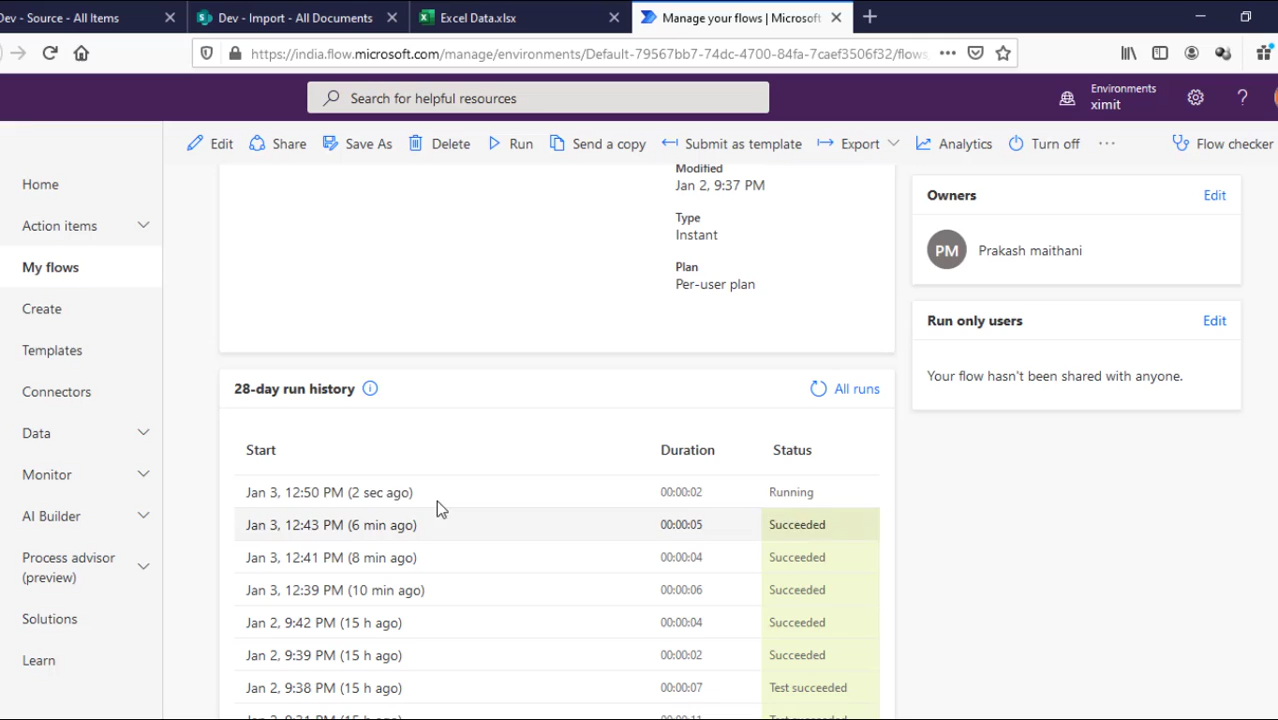 Dev - Source - All Items
Dev - Import - All Documents
Excel Data.xlsx
Manage your flows | Microsoft
https://india.flow.microsoft.com/manage/environments/Default-79567bb7-74dc-4700-84fa-7caef3506f32/flows
Search for helpful resources
Environments
ximit
Edit
Share
Save As
Delete
Run
Send a copy
Submit as template
Export
Analytics
Turn off
Flow checker
Home
Action items
My flows
Create
Templates
Connectors
Data
Monitor
AI Builder
Process advisor
(preview)
Solutions
Learn
Modified
Jan 2, 9:37 PM
Type
Instant
Plan
Per-user plan
Owners Edit
PM Prakash maithani
Run only users Edit
Your flow hasn't been shared with anyone.
28-day run history All runs
Start Duration Status
Jan 3, 12:50 PM (2 sec ago) 00:00:02 Running
Jan 3, 12:43 PM (6 min ago) 00:00:05 Succeeded
Jan 3, 12:41 PM (8 min ago) 00:00:04 Succeeded
Jan 3, 12:39 PM (10 min ago) 00:00:06 Succeeded
Jan 2, 9:42 PM (15 h ago) 00:00:04 Succeeded
Jan 2, 9:39 PM (15 h ago) 00:00:02 Succeeded
Jan 2, 9:38 PM (15 h ago) 00:00:07 Test succeeded